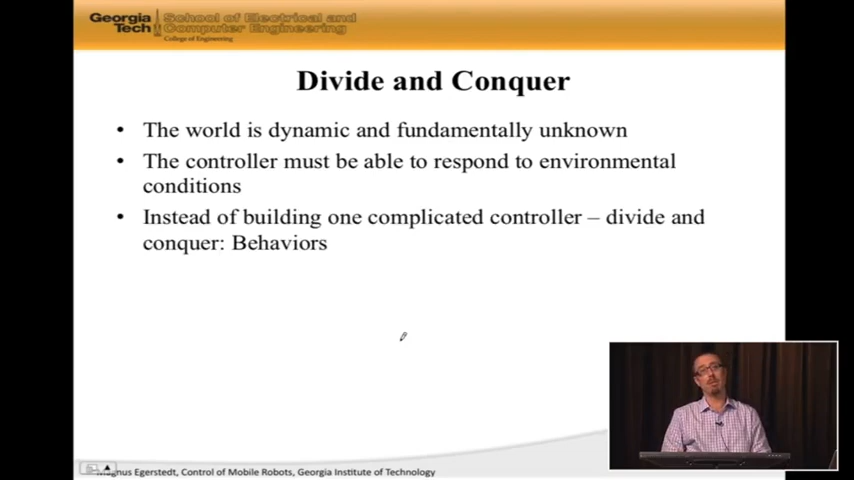 Georgia Tech
School of Electrical and
Computer Engineering
College of Engineering
Divide and Conquer
• The world is dynamic and fundamentally unknown
• The controller must be able to respond to environmental
conditions
• Instead of building one complicated controller – divide and
conquer: Behaviors
Egerstedt, Control of Mobile Robots, Georgia Institute of Technology